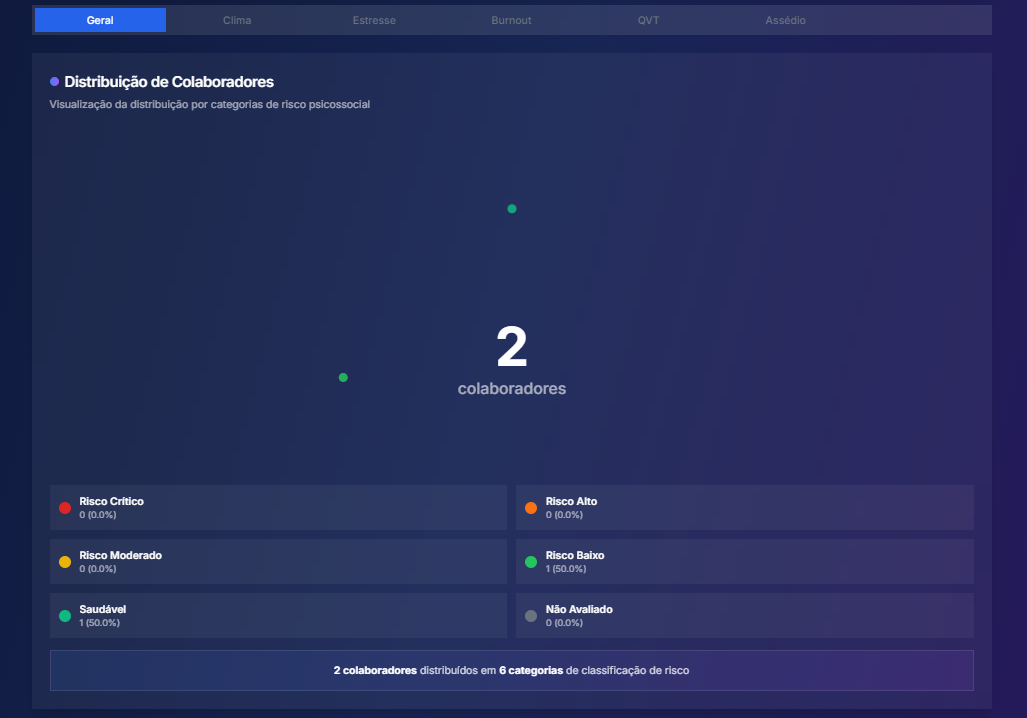 Geral
Clima
Estresse
Burnout
QVT
Assédio
Distribuição de Colaboradores
Visualização da distribuição por categorias de risco psicossocial
2
colaboradores
Risco Crítico
0 (0.0%)
Risco Alto
0 (0.0%)
Risco Moderado
0 (0.0%)
Risco Baixo
1 (50.0%)
Saudável
1 (50.0%)
Não Avaliado
0 (0.0%)
2 colaboradores distribuídos em 6 categorias de classificação de risco